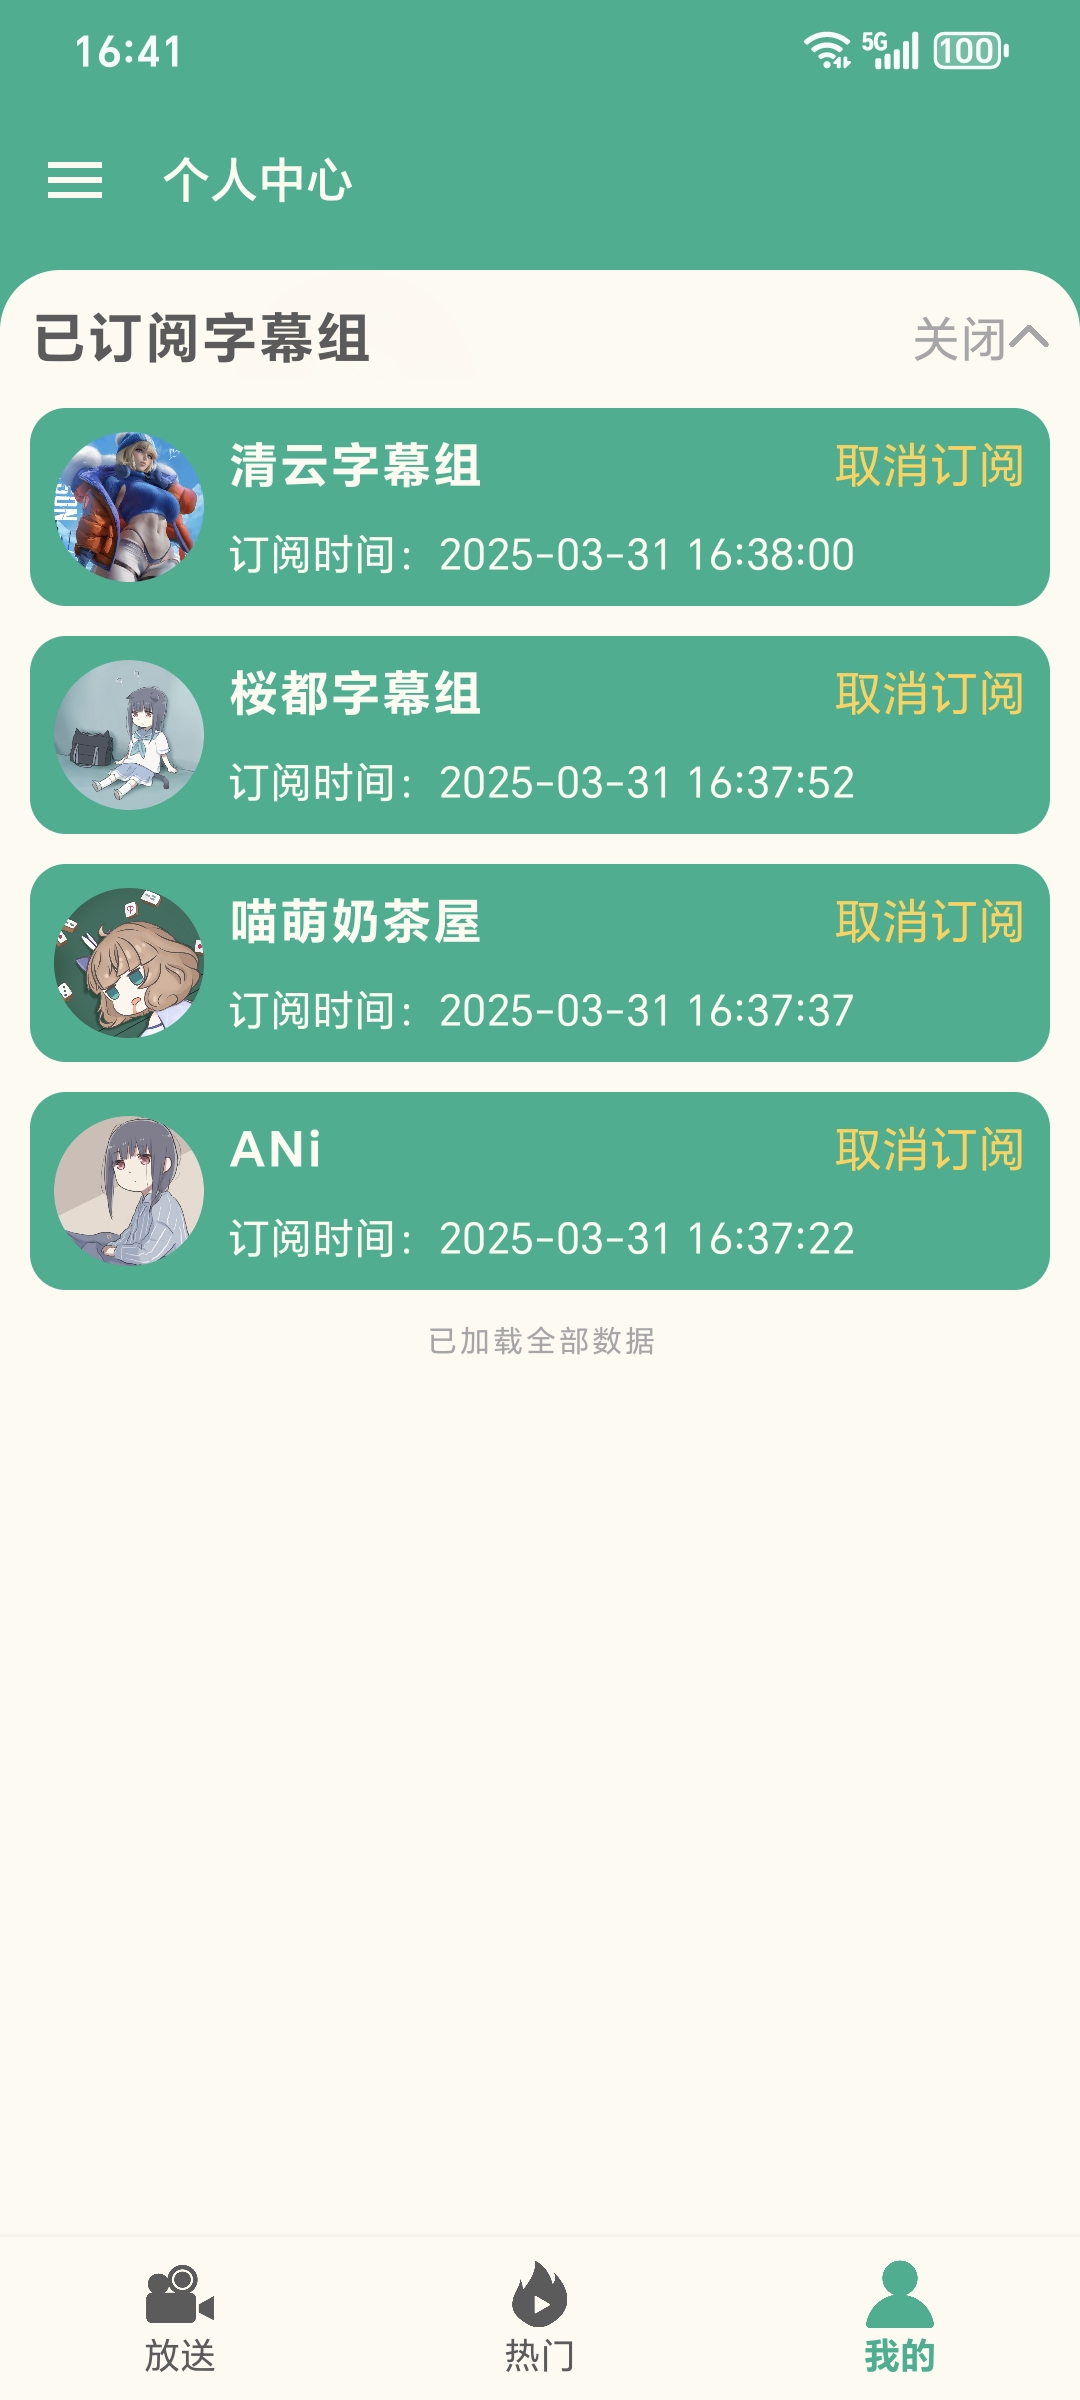 16:41
5G
100
个人中心
已订阅字幕组
关闭
清云字幕组
取消订阅
订阅时间：2025-03-31 16:38:00
桜都字幕组
取消订阅
订阅时间：2025-03-31 16:37:52
喵萌奶茶屋
取消订阅
订阅时间：2025-03-31 16:37:37
ANi
取消订阅
订阅时间：2025-03-31 16:37:22
已加载全部数据
放送
热门
我的